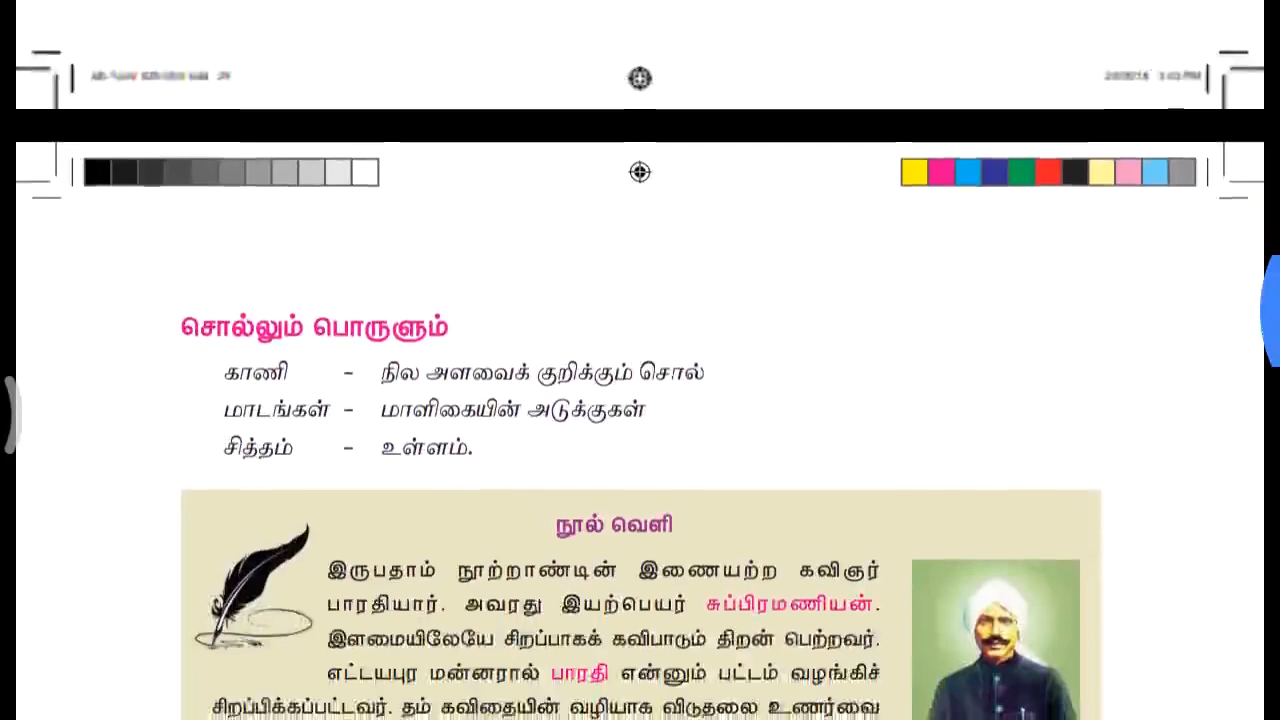 சொல்லும் பொருளும்
காணி – நில அளவைக் குறிக்கும் சொல்
மாடங்கள் – மாளிகையின் அடுக்குகள்
சித்தம் – உள்ளம்.
நூல் வெளி
இருபதாம் நூற்றாண்டின் இணையற்ற கவிஞர்
பாரதியார். அவரது இயற்பெயர் சுப்பிரமணியன்.
இளமையிலேயே சிறப்பாகக் கவிபாடும் திறன் பெற்றவர்.
எட்டயபுர மன்னரால் பாரதி என்னும் பட்டம் வழங்கிச்
சிறப்பிக்கப்பட்டவர். தம் கவிதையின் வழியாக விடுதலை உணர்வை